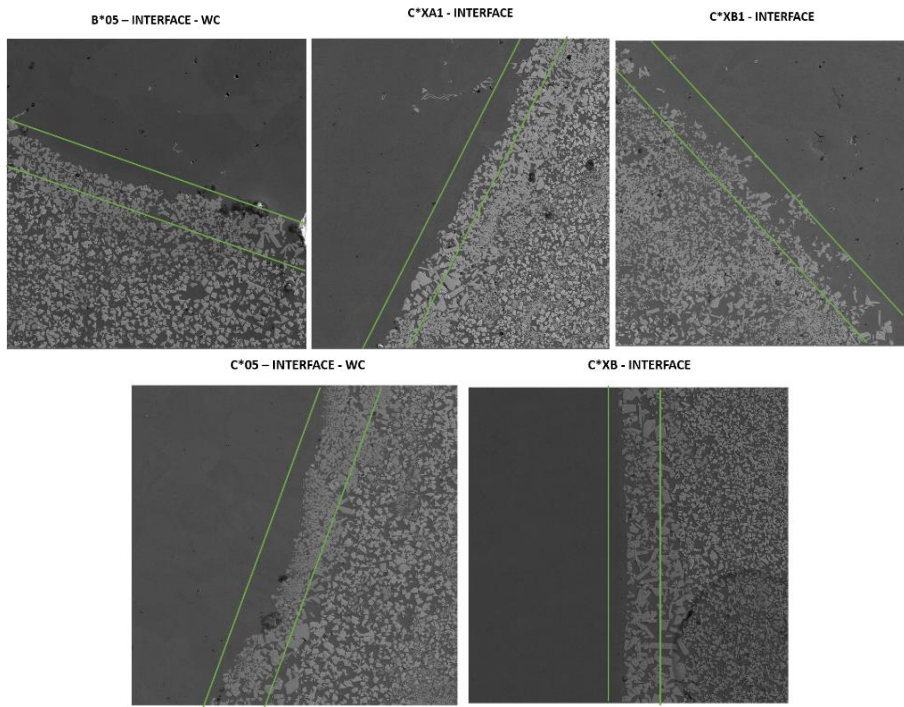 B*05 – INTERFACE - WC
C*XA1 - INTERFACE
C*XB1 - INTERFACE
C*05 – INTERFACE - WC
C*XB - INTERFACE